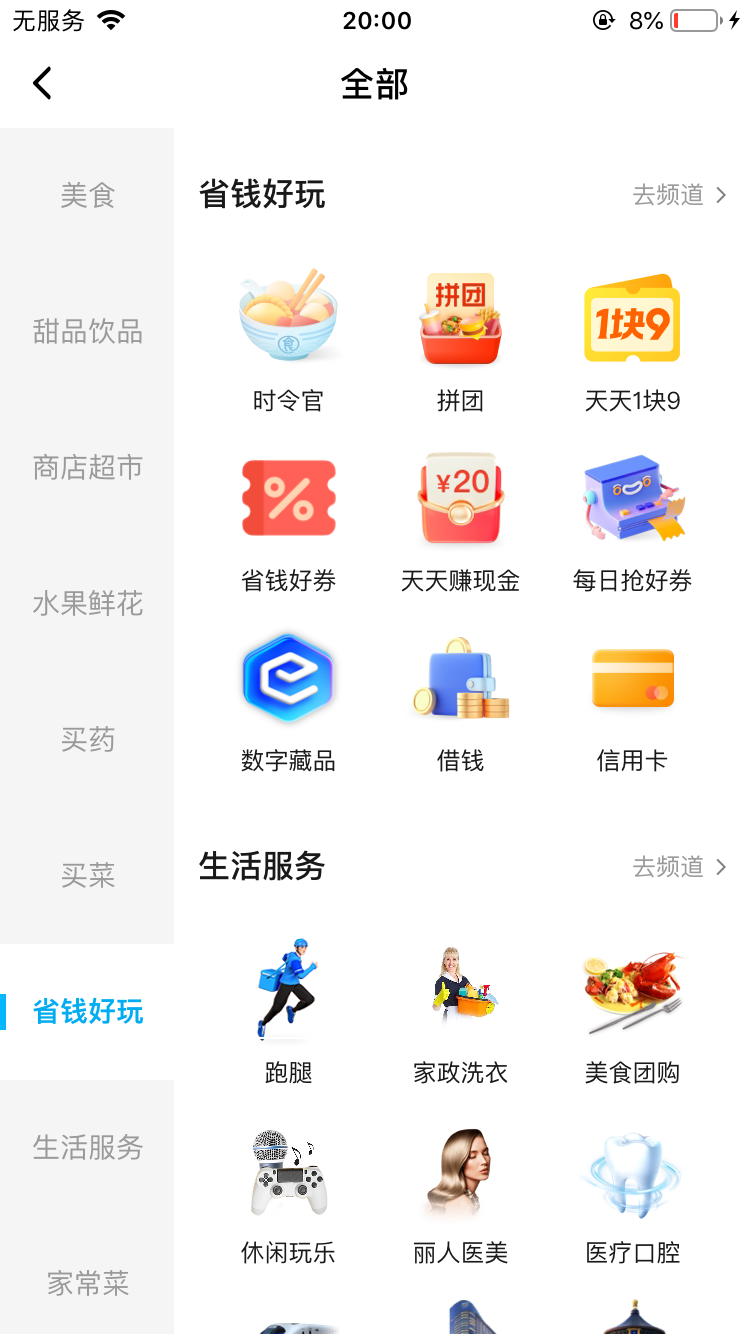 无服务 20:00 8%
全部
美食
甜品饮品
商店超市
水果鲜花
买药
买菜
省钱好玩
生活服务
家常菜
省钱好玩 去频道
食 拼团 1块9
时令官 拼团 天天1块9
% ¥20
省钱好券 天天赚现金 每日抢好券
数字藏品 借钱 信用卡
生活服务 去频道
跑腿 家政洗衣 美食团购
休闲玩乐 丽人医美 医疗口腔